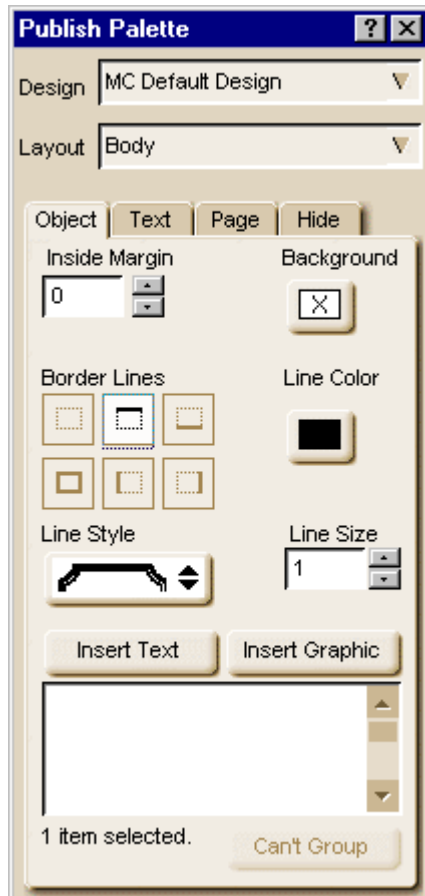 Publish Palette
Design MC Default Design
Layout Body
Object Text Page Hide
Inside Margin Background
0
Border Lines Line Color
Line Style Line Size
1
Insert Text Insert Graphic
1 item selected. Can't Group